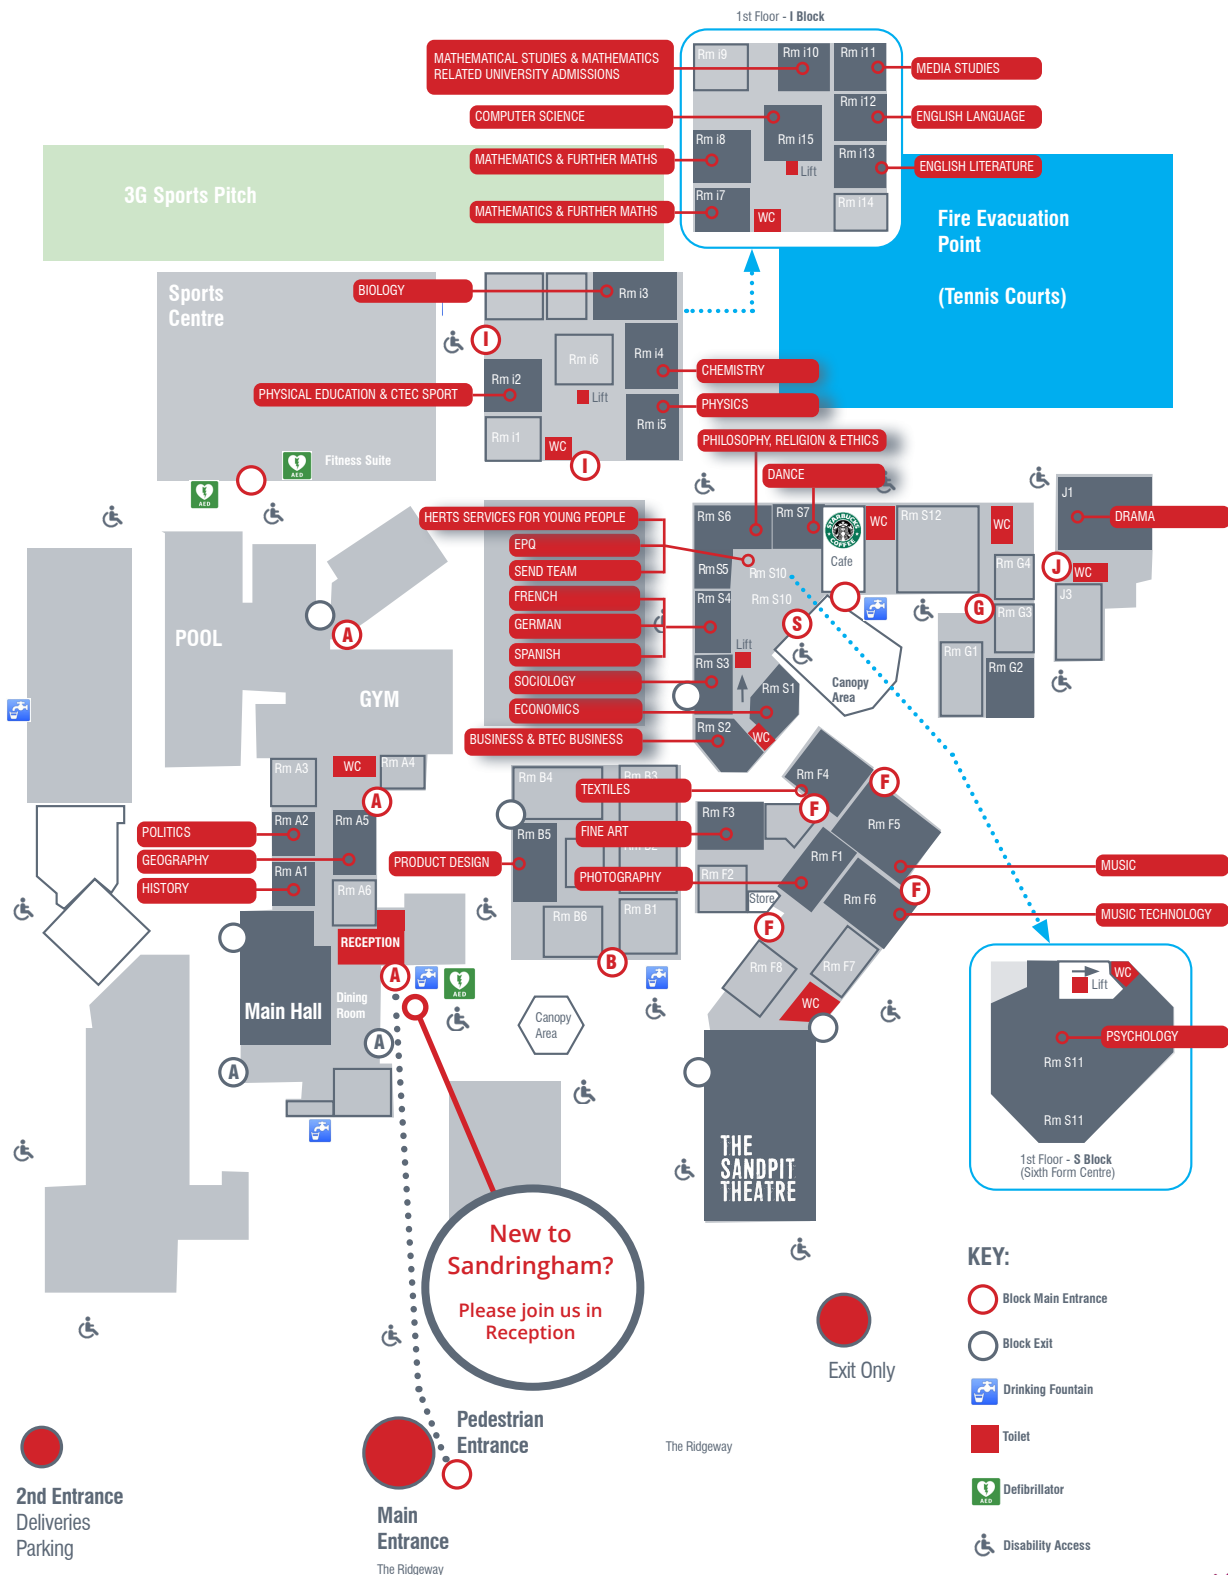 1st Floor - I Block
MATHEMATICAL STUDIES & MATHEMATICS
RELATED UNIVERSITY ADMISSIONS
Rm i9
Rm i10
Rm i11
MEDIA STUDIES
COMPUTER SCIENCE
Rm i12
ENGLISH LANGUAGE
Rm i8
Rm i15
MATHEMATICS & FURTHER MATHS
Rm i13
ENGLISH LITERATURE
Lift
MATHEMATICS & FURTHER MATHS
Rm i7
WC
Rm i14
3G Sports Pitch
Fire Evacuation
Point
(Tennis Courts)
Sports
Centre
BIOLOGY
Rm i3
I
Rm i6
Rm i4
CHEMISTRY
Rm i2
PHYSICAL EDUCATION & CTEC SPORT
Lift
PHYSICS
Rm i5
Rm i1
WC
I
Fitness Suite
AED
AED
PHILOSOPHY, RELIGION & ETHICS
DANCE
HERTS SERVICES FOR YOUNG PEOPLE
EPQ
SEND TEAM
FRENCH
GERMAN
SPANISH
SOCIOLOGY
ECONOMICS
BUSINESS & BTEC BUSINESS
Rm S6
Rm S7
STARBUCKS
COFFEE
Cafe
WC
Rm S12
WC
J1
DRAMA
RmS5
Rm S10
Rm S10
Rm S4
Rm G4
J
WC
J3
G
Rm G3
S
Lift
Rm S3
Rm S1
Rm G1
Rm G2
Canopy
Area
Rm S2
WC
POOL
A
GYM
Rm A3
WC
Rm A4
A
POLITICS
Rm A2
Rm A5
GEOGRAPHY
HISTORY
Rm A1
Rm A6
RECEPTION
A
AED
Main Hall
Dining
Room
A
A
Rm B4
Rm B3
TEXTILES
Rm B5
FINE ART
Rm B2
PRODUCT DESIGN
PHOTOGRAPHY
Rm B6
Rm B1
B
Canopy
Area
Rm F4
F
F
Rm F3
Rm F5
Rm F1
MUSIC
Rm F2
Store
Rm F6
F
MUSIC TECHNOLOGY
F
Rm F8
Rm F7
WC
Lift
WC
PSYCHOLOGY
Rm S11
Rm S11
1st Floor - S Block
(Sixth Form Centre)
THE
SANDPIT
THEATRE
New to
Sandringham?
Please join us in
Reception
Exit Only
KEY:
Block Main Entrance
Block Exit
Drinking Fountain
Toilet
AED
Defibrillator
Disability Access
Pedestrian
Entrance
The Ridgeway
2nd Entrance
Deliveries
Parking
Main
Entrance
The Ridgeway